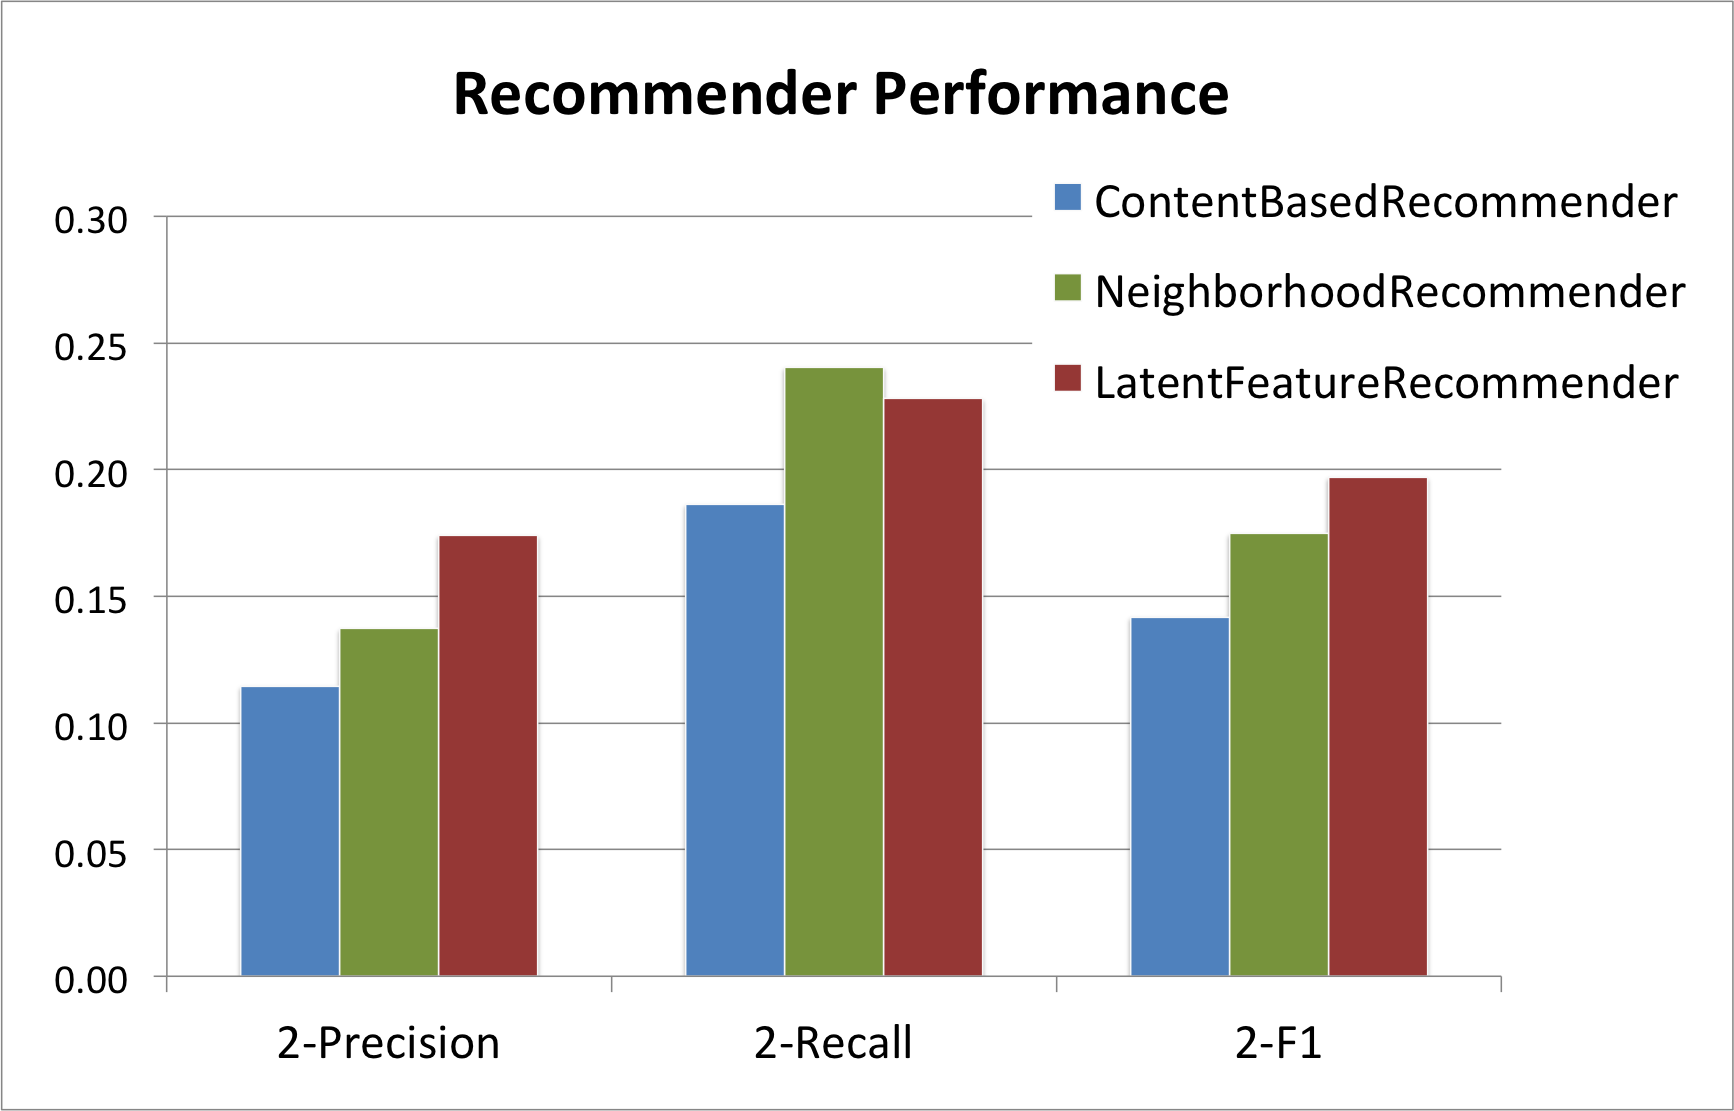 Recommender Performance
ContentBasedRecommender
NeighborhoodRecommender
LatentFeatureRecommender
0.30
0.25
0.20
0.15
0.10
0.05
0.00
2-Precision
2-Recall
2-F1